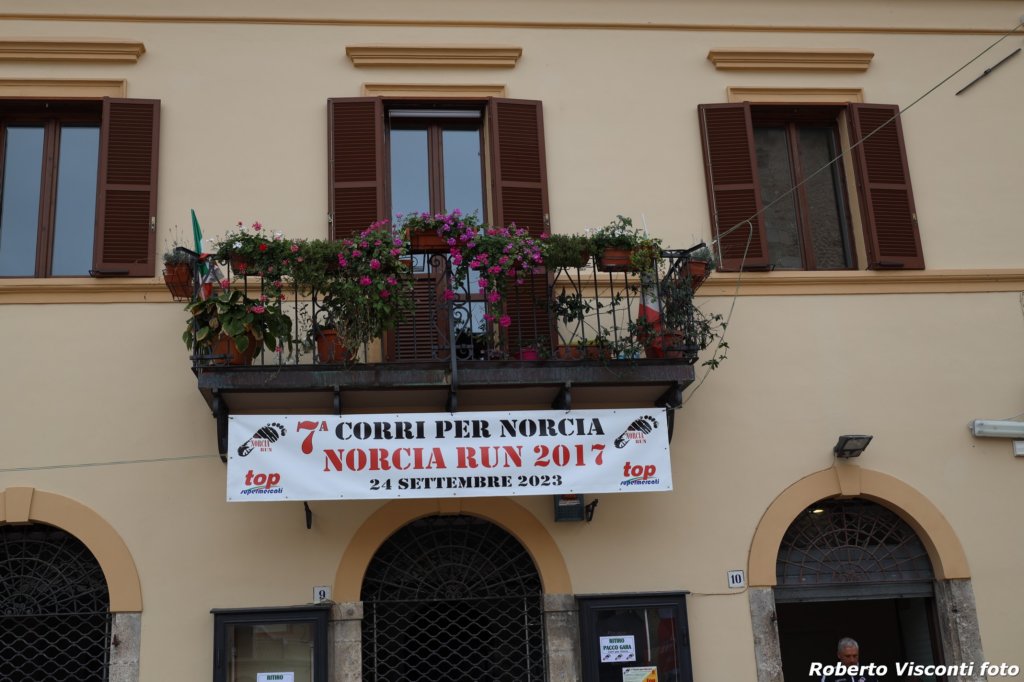 7ᴬ CORRI PER NORCIA
NORCIA RUN 2017
24 SETTEMBRE 2023
NORCIA
RUN
top
supermercati
NORCIA
RUN
top
supermercati
9
10
RITIRO
RITIRO
PACCO GARA
Roberto Visconti foto